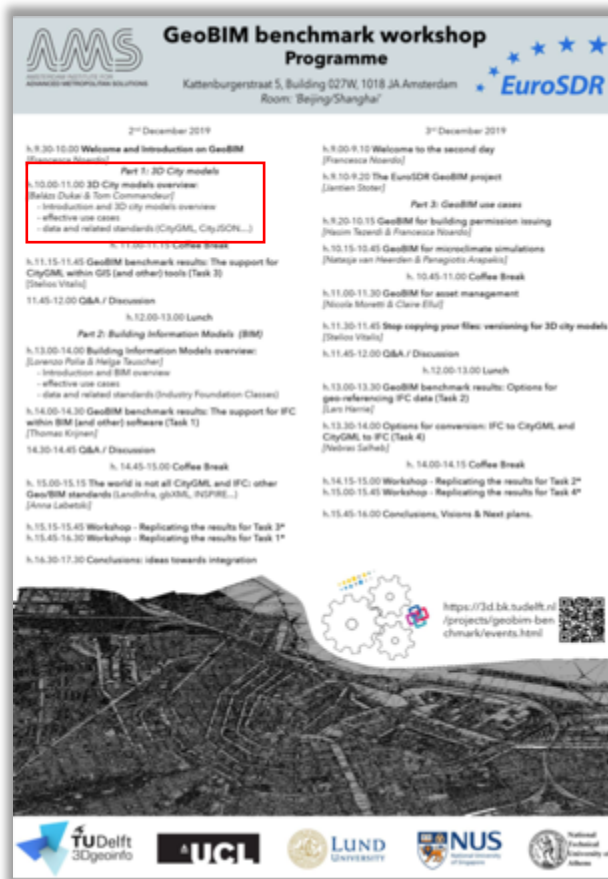 AMS
AMSTERDAM INSTITUTE FOR
ADVANCED METROPOLITAN SOLUTIONS
GeoBIM benchmark workshop
Programme
Kattenburgerstraat 5, Building 027W, 1018 JA Amsterdam
Room: 'Beijing/Shanghai'
EuroSDR
2nd December 2019
h.9.30-10.00 Welcome and Introduction on GeoBIM
[Francesca Noardo]
Part 1: 3D City models
h.10.00-11.00 3D City models overview:
[Balázs Dukai & Tom Commandeur]
- Introduction and 3D city models overview
- effective use cases
- data and related standards (CityGML, CityJSON...)
h. 11.00-11.15 Coffee Break
h.11.15-11.45 GeoBIM benchmark results: The support for
CityGML within GIS (and other) tools (Task 3)
[Stelios Vitalis]
11.45-12.00 Q&A / Discussion
h.12.00-13.00 Lunch
Part 2: Building Information Models (BIM)
h.13.00-14.00 Building Information Models overview:
[Lorenzo Polia & Helga Tauscher]
- Introduction and BIM overview
- effective use cases
- data and related standards (Industry Foundation Classes)
h.14.00-14.30 GeoBIM benchmark results: The support for IFC
within BIM (and other) software (Task 1)
[Thomas Krijnen]
14.30-14.45 Q&A / Discussion
h. 14.45-15.00 Coffee Break
h. 15.00-15.15 The world is not all CityGML and IFC: other
Geo/BIM standards (LandInfra, gbXML, INSPIRE...)
[Anna Labetski]
h.15.15-15.45 Workshop - Replicating the results for Task 3*
h.15.45-16.30 Workshop - Replicating the results for Task 1*
h.16.30-17.30 Conclusions: ideas towards integration
3rd December 2019
h.9.00-9.10 Welcome to the second day
[Francesca Noardo]
h.9.10-9.20 The EuroSDR GeoBIM project
[Jantien Stoter]
Part 3: GeoBIM use cases
h.9.20-10.15 GeoBIM for building permission issuing
[Hasim Tezerdi & Francesca Noardo]
h.10.15-10.45 GeoBIM for microclimate simulations
[Natasja van Heerden & Panagiotis Arapakis]
h. 10.45-11.00 Coffee Break
h.11.00-11.30 GeoBIM for asset management
[Nicola Moretti & Claire Ellul]
h.11.30-11.45 Stop copying your files: versioning for 3D city models
[Stelios Vitalis]
h.11.45-12.00 Q&A / Discussion
h.12.00-13.00 Lunch
h.13.00-13.30 GeoBIM benchmark results: Options for
geo-referencing IFC data (Task 2)
[Lars Harrie]
h.13.30-14.00 Options for conversion: IFC to CityGML and
CityGML to IFC (Task 4)
[Nebras Salheb]
h. 14.00-14.15 Coffee Break
h.14.15-15.00 Workshop - Replicating the results for Task 2*
h.15.00-15.45 Workshop - Replicating the results for Task 4*
h.15.45-16.00 Conclusions, Visions & Next plans.
https://3d.bk.tudelft.nl
/projects/geobim-ben
chmark/events.html
TUDelft
3Dgeoinfo
UCL
LUND
UNIVERSITY
NUS
National University
of Singapore
National
Technical
University of
Athens